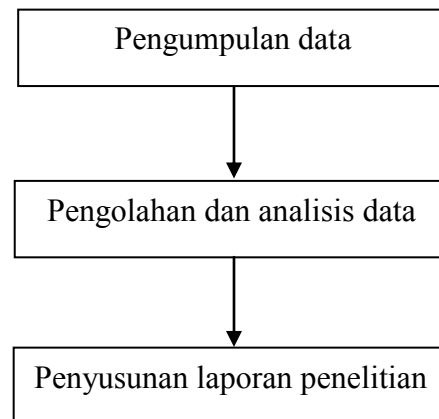 Pengumpulan data
Pengolahan dan analisis data
Penyusunan laporan penelitian